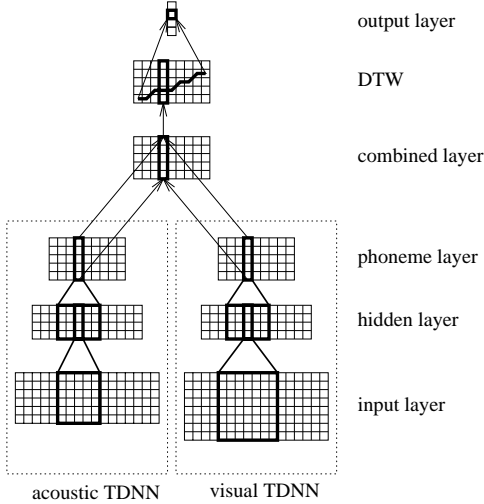 output layer
DTW
combined layer
phoneme layer
hidden layer
input layer
acoustic TDNN
visual TDNN